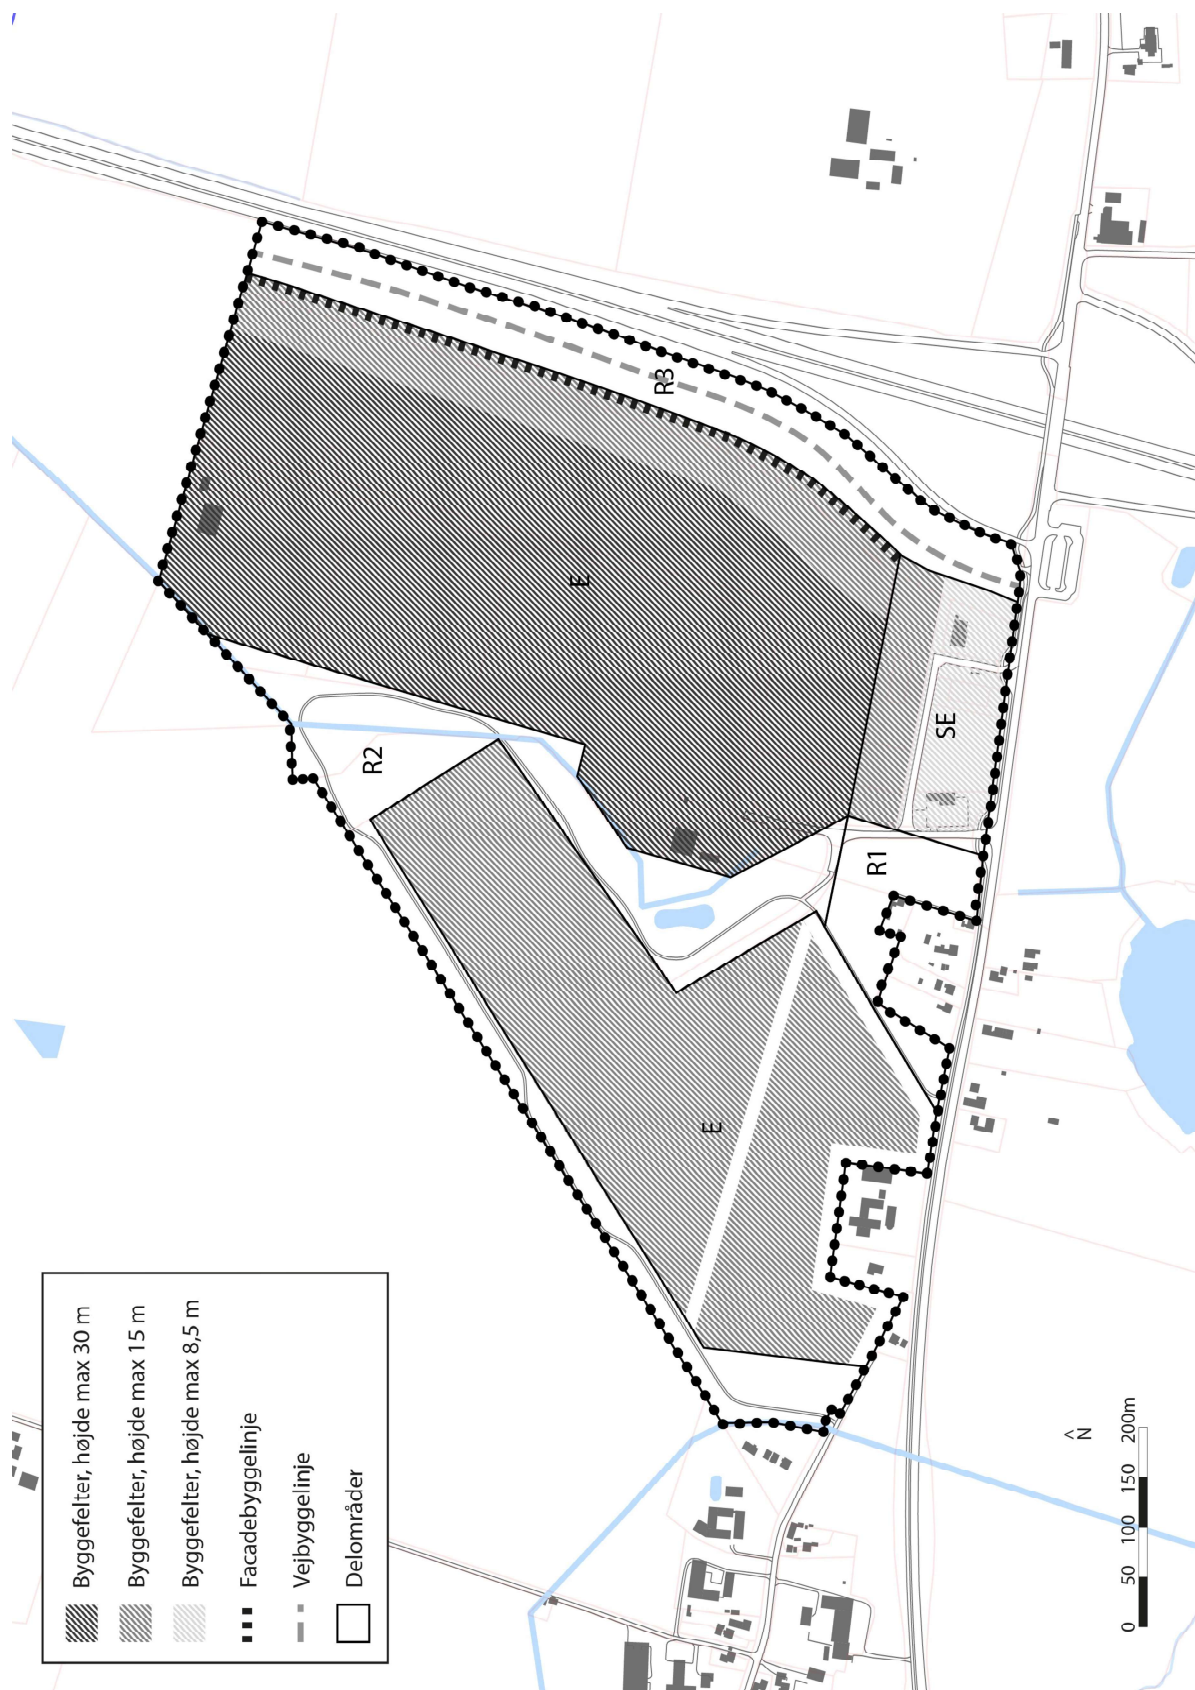 Byggefelter, højde max 30 m
Byggefelter, højde max 15 m
Byggefelter, højde max 8,5 m
Facadebyggelinje
Vejbyggelinje
Delområder
E
R2
E
R3
R1
SE
N
0 50 100 150 200m